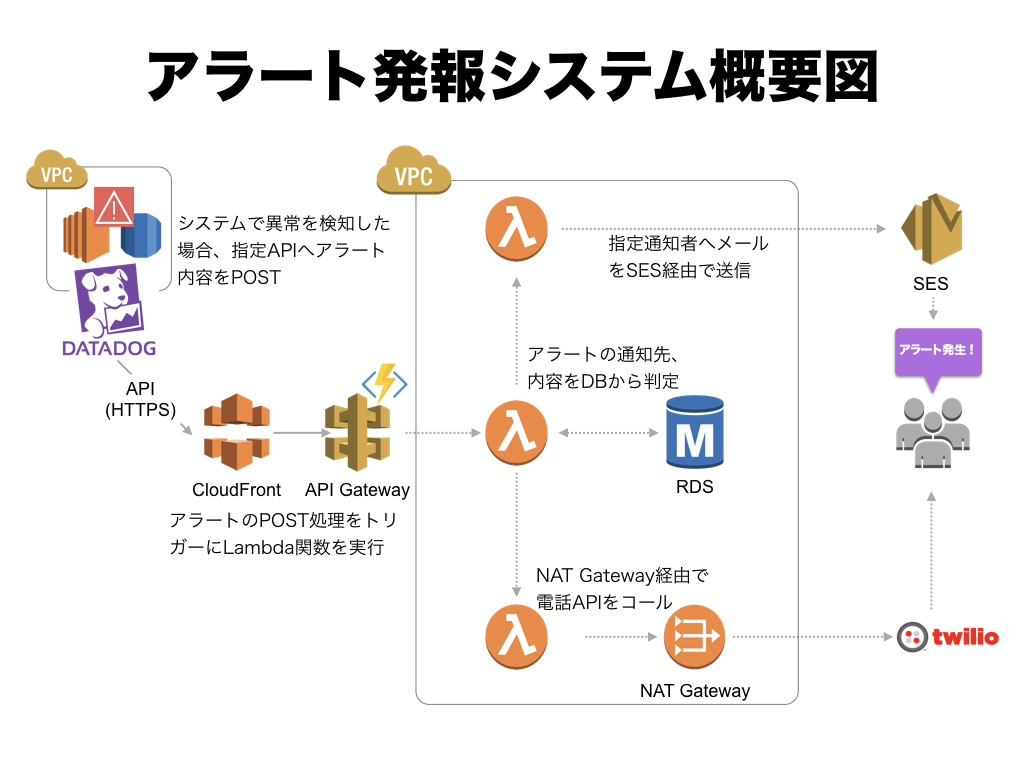 アラート発報システム概要図
VPC
システムで異常を検知した
場合、指定APIへアラート
内容をPOST
DATADOG
API
(HTTPS)
CloudFront
API Gateway
アラートのPOST処理をトリ
ガーにLambda関数を実行
VPC
λ
指定通知者へメール
をSES経由で送信
SES
アラート発生！
アラートの通知先、
内容をDBから判定
λ
M
RDS
NAT Gateway経由で
電話APIをコール
λ
NAT Gateway
twilio